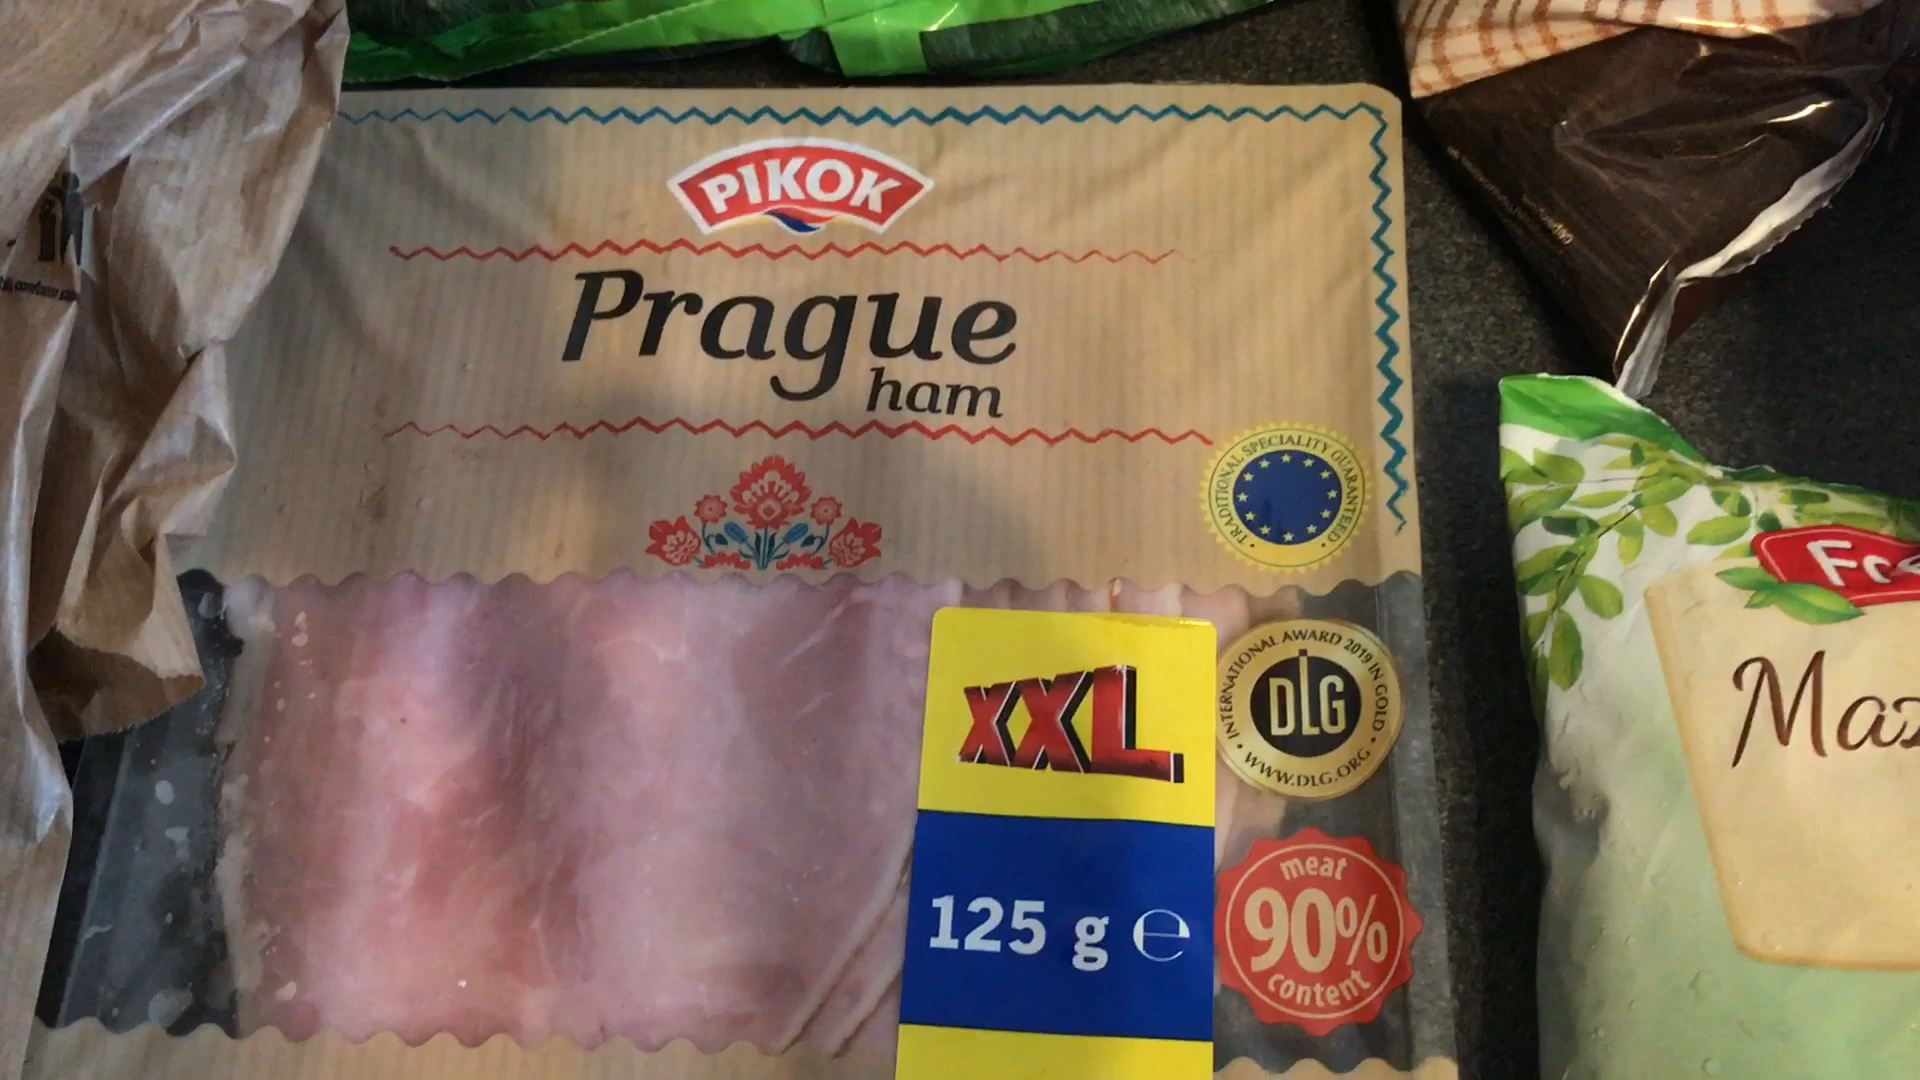 PIKOK
Prague
ham
TRADITIONAL SPECIALITY GUARANTEED
XXL
125 g ℮
INTERNATIONAL AWARD 2019 IN GOLD
DLG
WWW.DLG.ORG
meat
90%
content